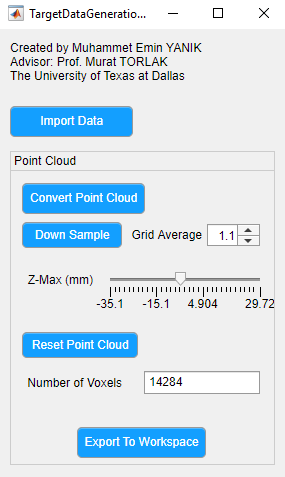 TargetDataGeneratio...
Created by Muhammet Emin YANIK
Advisor: Prof. Murat TORLAK
The University of Texas at Dallas
Import Data
Point Cloud
Convert Point Cloud
Down Sample Grid Average 1.1
Z-Max (mm)
-35.1 -15.1 4.904 29.72
Reset Point Cloud
Number of Voxels 14284
Export To Workspace